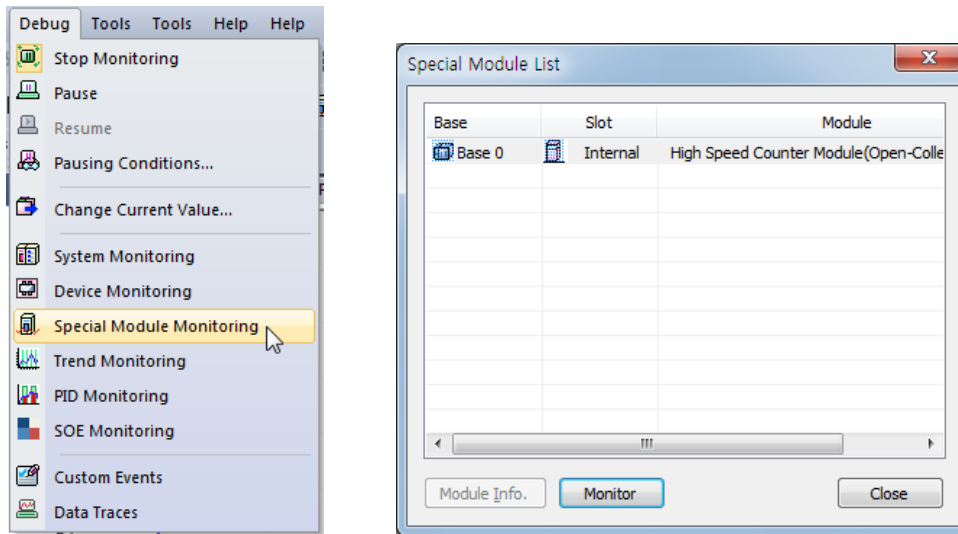 Debug Tools Tools Help Help
Stop Monitoring
Pause
Resume
Pausing Conditions...
Change Current Value...
System Monitoring
Device Monitoring
Special Module Monitoring
Trend Monitoring
PID Monitoring
SOE Monitoring
Custom Events
Data Traces
Special Module List
Base Slot Module
Base 0 Internal High Speed Counter Module(Open-Colle
Module Info. Monitor Close